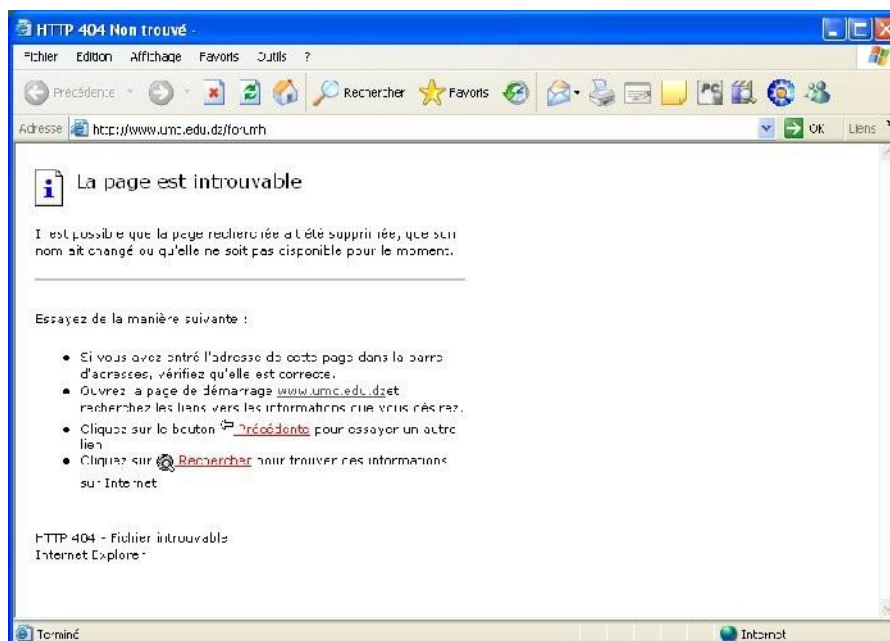 HTTP 404 Non trouvé -
Fichier Edition Affichage Favoris Outils ?
Précédente Rechercher Favoris
Adresse http://www.umc.edu.dz/forumh OK Liens
La page est introuvable
Il est possible que la page recherchée ait été supprimée, que son
nom ait changé ou qu'elle ne soit pas disponible pour le moment.
Essayez de la manière suivante :
Si vous avez entré l'adresse de cette page dans la barre
d'adresses, vérifiez qu'elle est correcte.
Ouvrez la page de démarrage www.umc.edu.dzet
recherchez les liens vers les informations que vous désirez.
Cliquez sur le bouton Précédente pour essayer un autre
lien
Cliquez sur Rechercher pour trouver des informations
sur Internet
HTTP 404 - Fichier introuvable
Internet Explorer
Terminé Internet